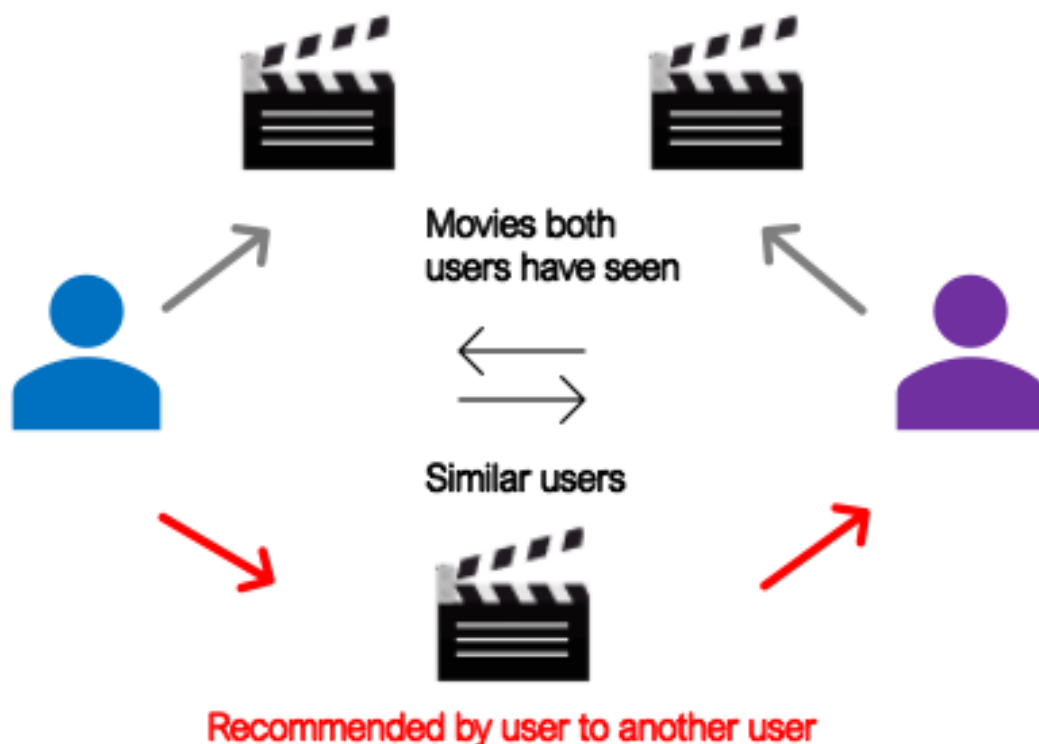 Movies both
users have seen
Similar users
Recommended by user to another user